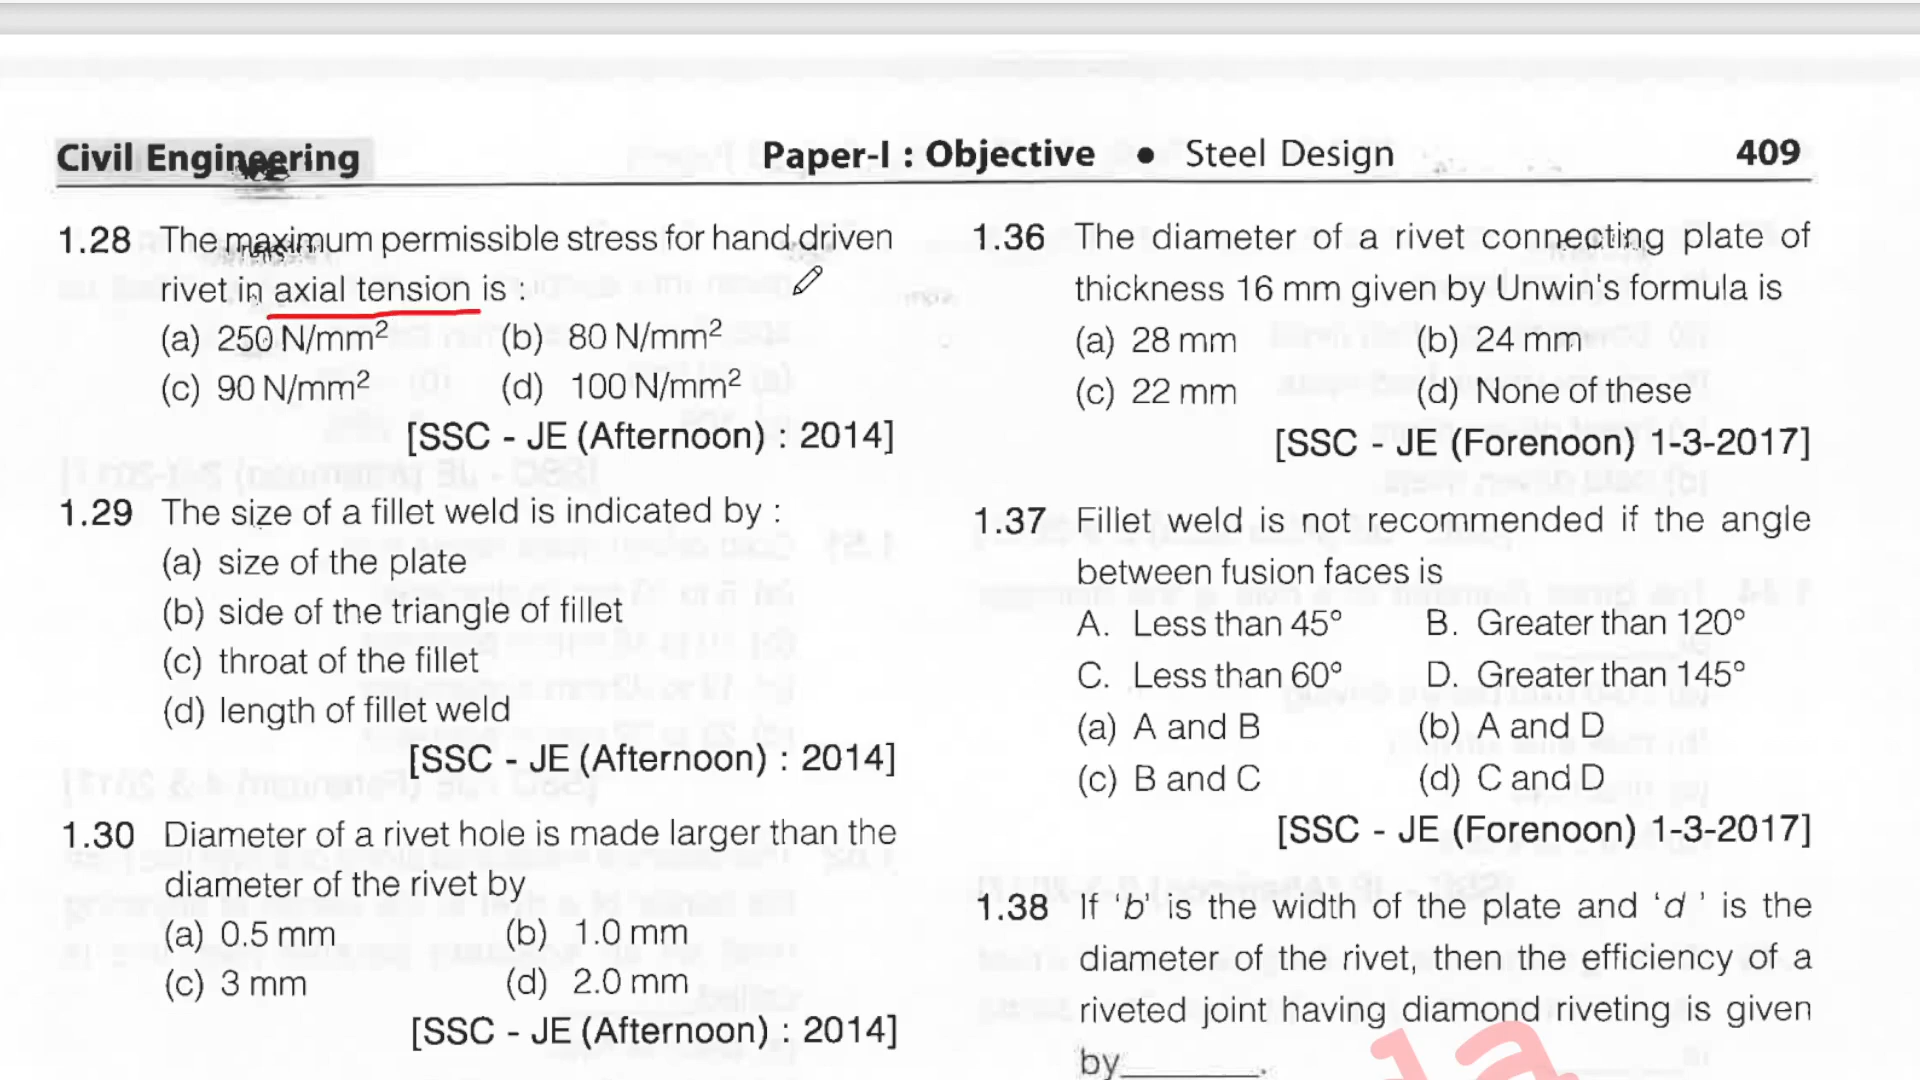 Civil Engineering Paper-I : Objective • Steel Design 409
1.28 The maximum permissible stress for hand driven
rivet in axial tension is :
(a) 250 N/mm² (b) 80 N/mm²
(c) 90 N/mm² (d) 100 N/mm²
[SSC - JE (Afternoon) : 2014]
1.29 The size of a fillet weld is indicated by :
(a) size of the plate
(b) side of the triangle of fillet
(c) throat of the fillet
(d) length of fillet weld
[SSC - JE (Afternoon) : 2014]
1.30 Diameter of a rivet hole is made larger than the
diameter of the rivet by
(a) 0.5 mm (b) 1.0 mm
(c) 3 mm (d) 2.0 mm
[SSC - JE (Afternoon) : 2014]
1.36 The diameter of a rivet connecting plate of
thickness 16 mm given by Unwin's formula is
(a) 28 mm (b) 24 mm
(c) 22 mm (d) None of these
[SSC - JE (Forenoon) 1-3-2017]
1.37 Fillet weld is not recommended if the angle
between fusion faces is
A. Less than 45° B. Greater than 120°
C. Less than 60° D. Greater than 145°
(a) A and B (b) A and D
(c) B and C (d) C and D
[SSC - JE (Forenoon) 1-3-2017]
1.38 If 'b' is the width of the plate and 'd' is the
diameter of the rivet, then the efficiency of a
riveted joint having diamond riveting is given
by________.